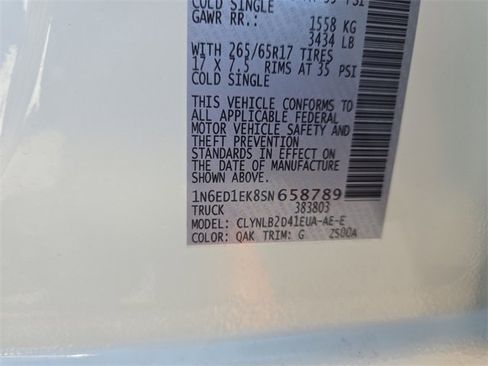 COLD SINGLE
GAWR RR.: 1558 KG
3434 LB
WITH 265/65R17 TIRES
17 X 7.5 RIMS AT 35 PSI
COLD SINGLE
THIS VEHICLE CONFORMS TO
ALL APPLICABLE FEDERAL
MOTOR VEHICLE SAFETY AND
THEFT PREVENTION
STANDARDS IN EFFECT ON
THE DATE OF MANUFACTURE
SHOWN ABOVE.
1N6ED1EK8SN658789
TRUCK 383803
MODEL: CLYNLB2D41EUA-AE-E
COLOR: QAK TRIM: G ZS00A